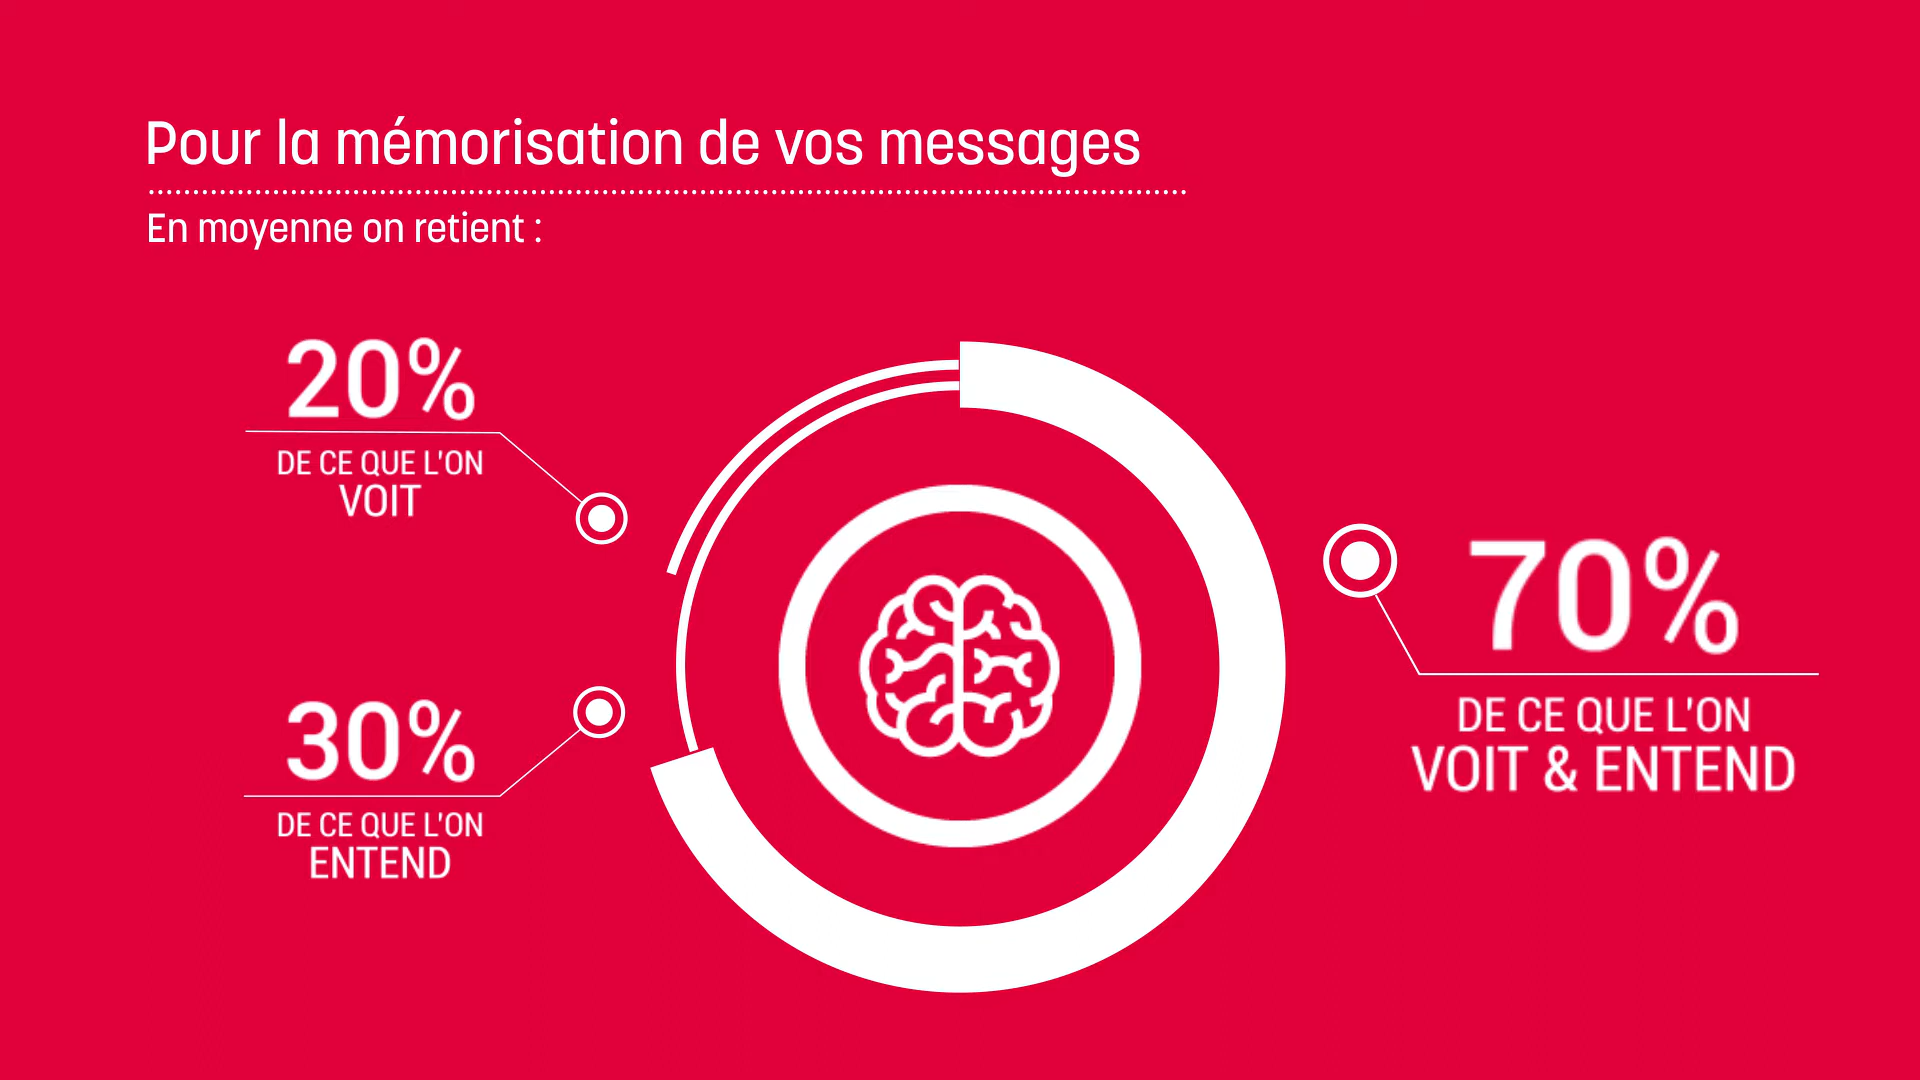 Pour la mémorisation de vos messages
En moyenne on retient :
20%
DE CE QUE L'ON
VOIT
30%
DE CE QUE L'ON
ENTEND
70%
DE CE QUE L'ON
VOIT & ENTEND